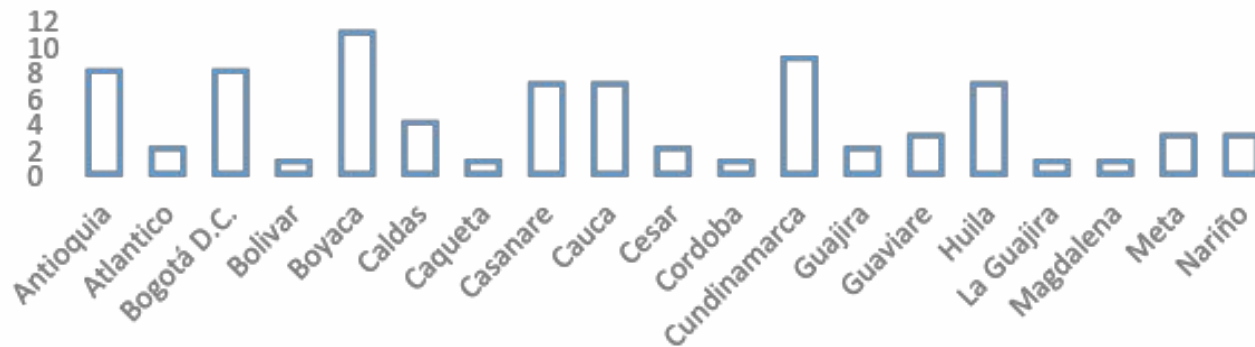 12
10
8
6
4
2
0
Antioquia
Atlantico
Bogotá D.C.
Bolivar
Boyaca
Caldas
Caqueta
Casanare
Cauca
Cesar
Cordoba
Cundinamarca
Guajira
Guaviare
Huila
La Guajira
Magdalena
Meta
Nariño